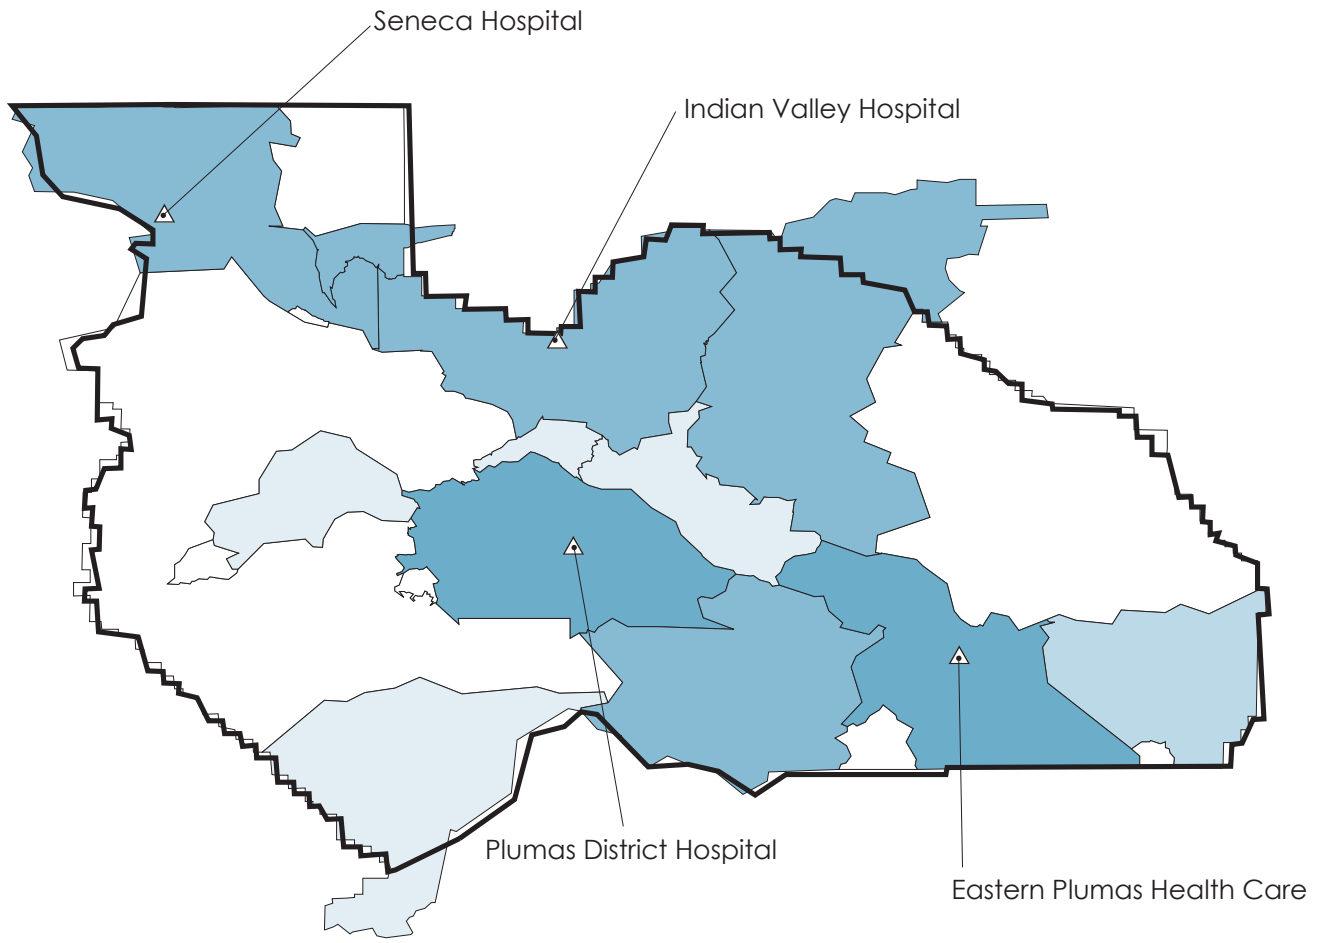 Seneca Hospital
Indian Valley Hospital
Plumas District Hospital
Eastern Plumas Health Care